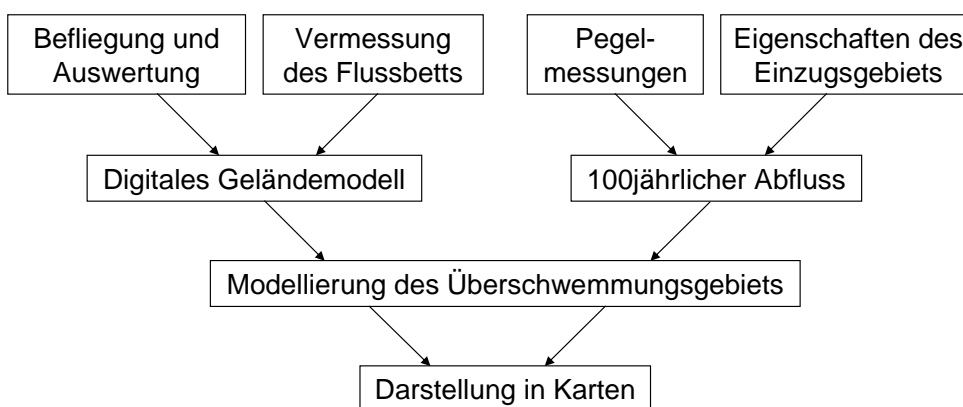 Befliegung und
Auswertung
Vermessung
des Flussbetts
Pegel-
messungen
Eigenschaften des
Einzugsgebiets
Digitales Geländemodell
100jährlicher Abfluss
Modellierung des Überschwemmungsgebiets
Darstellung in Karten